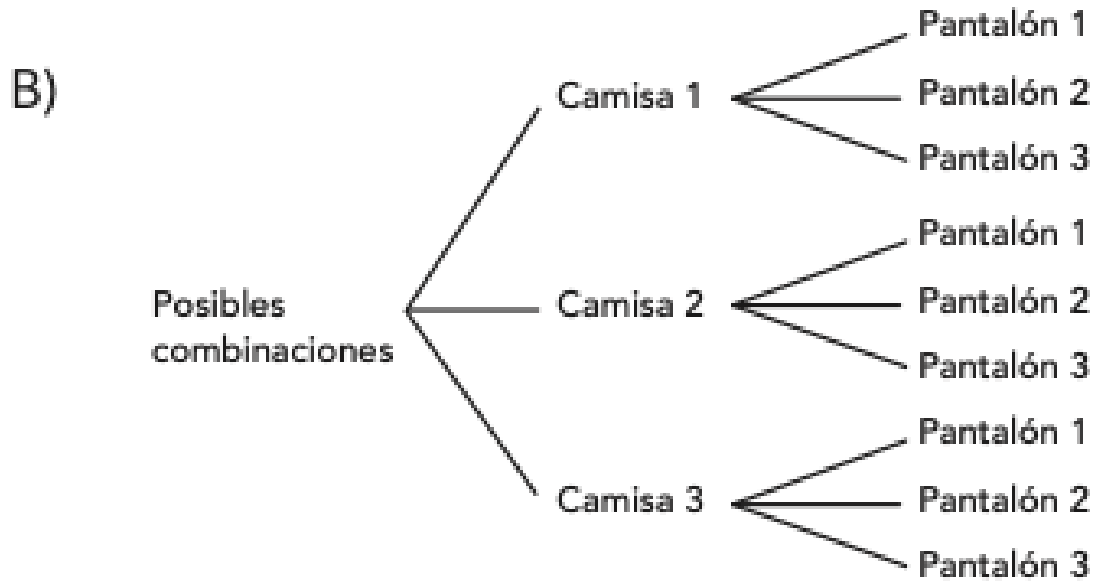 B)
Posibles
combinaciones
Camisa 1
Pantalón 1
Pantalón 2
Pantalón 3
Camisa 2
Pantalón 1
Pantalón 2
Pantalón 3
Camisa 3
Pantalón 1
Pantalón 2
Pantalón 3